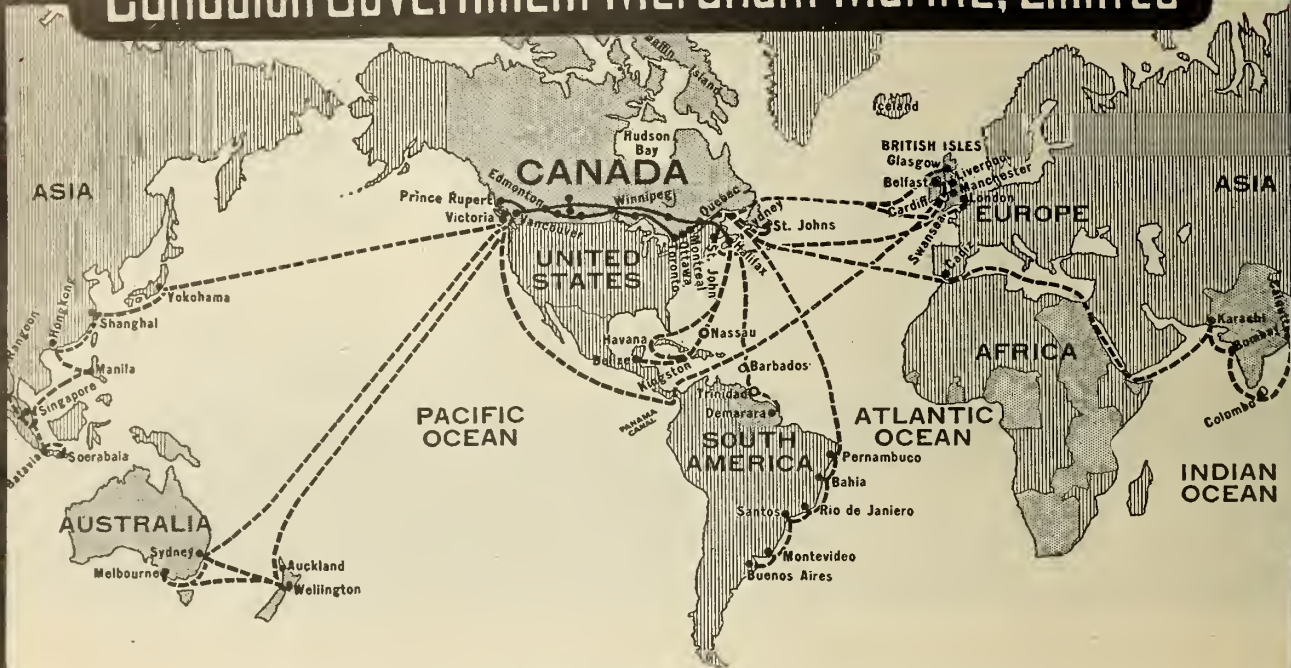 Canadian Government Merchant Marine, Limited
Baffin Island
Iceland
Hudson
Bay
BRITISH ISLES
Glasgow
Liverpool
Belfast
Manchester
London
Cardiff
Swansea
EUROPE
ASIA
ASIA
CANADA
Prince Rupert
Edmonton
Winnipeg
Quebec
Sydney
Victoria
Vancouver
St. Johns
Halifax
St. John
Montreal
Ottawa
Toronto
UNITED
STATES
Cadiz
Yokohama
Shanghai
Hongkong
Rangoon
Manila
Singapore
Batavia
Soerabaia
Havana
Nassau
Belize
Kingston
Barbados
Trinidad
Demarara
PANAMA
CANAL
AFRICA
Karachi
Calcutta
Bombay
Colombo
PACIFIC
OCEAN
ATLANTIC
OCEAN
SOUTH
AMERICA
Pernambuco
Bahia
Santos
Rio de Janiero
Montevideo
Buenos Aires
INDIAN
OCEAN
AUSTRALIA
Sydney
Melbourne
Auckland
Wellington